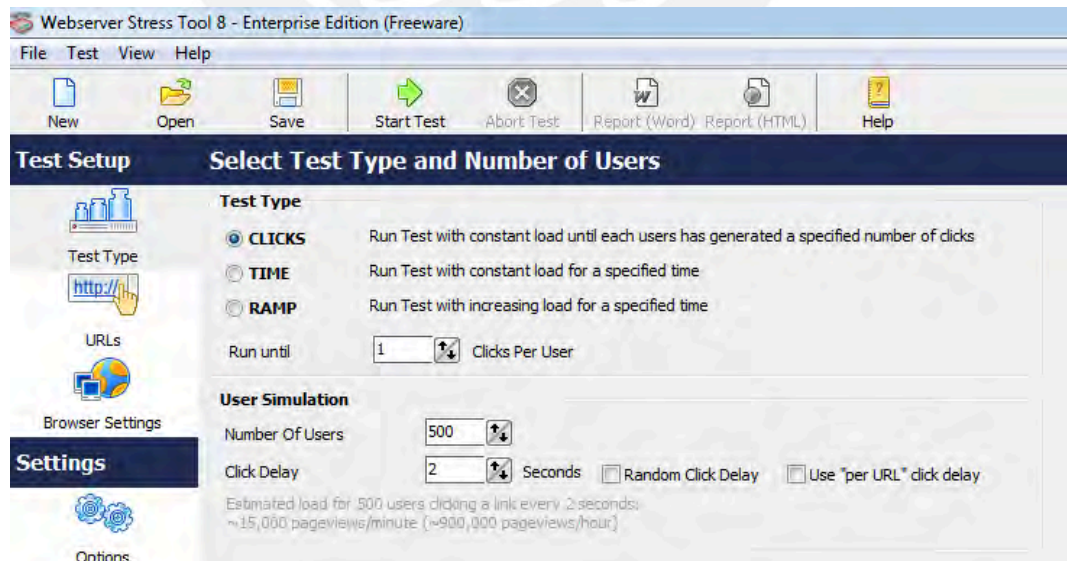 Webserver Stress Tool 8 - Enterprise Edition (Freeware)
File Test View Help
New Open Save Start Test Abort Test Report (Word) Report (HTML) Help
Test Setup
Select Test Type and Number of Users
Test Type
CLICKS Run Test with constant load until each users has generated a specified number of clicks
Test Type
TIME Run Test with constant load for a specified time
http://
RAMP Run Test with increasing load for a specified time
URLs
Run until 1 Clicks Per User
User Simulation
Browser Settings
Number Of Users 500
Settings
Click Delay 2 Seconds Random Click Delay Use "per URL" click delay
Estimated load for 500 users clicking a link every 2 seconds:
~15,000 pageviews/minute (~900,000 pageviews/hour)
Options